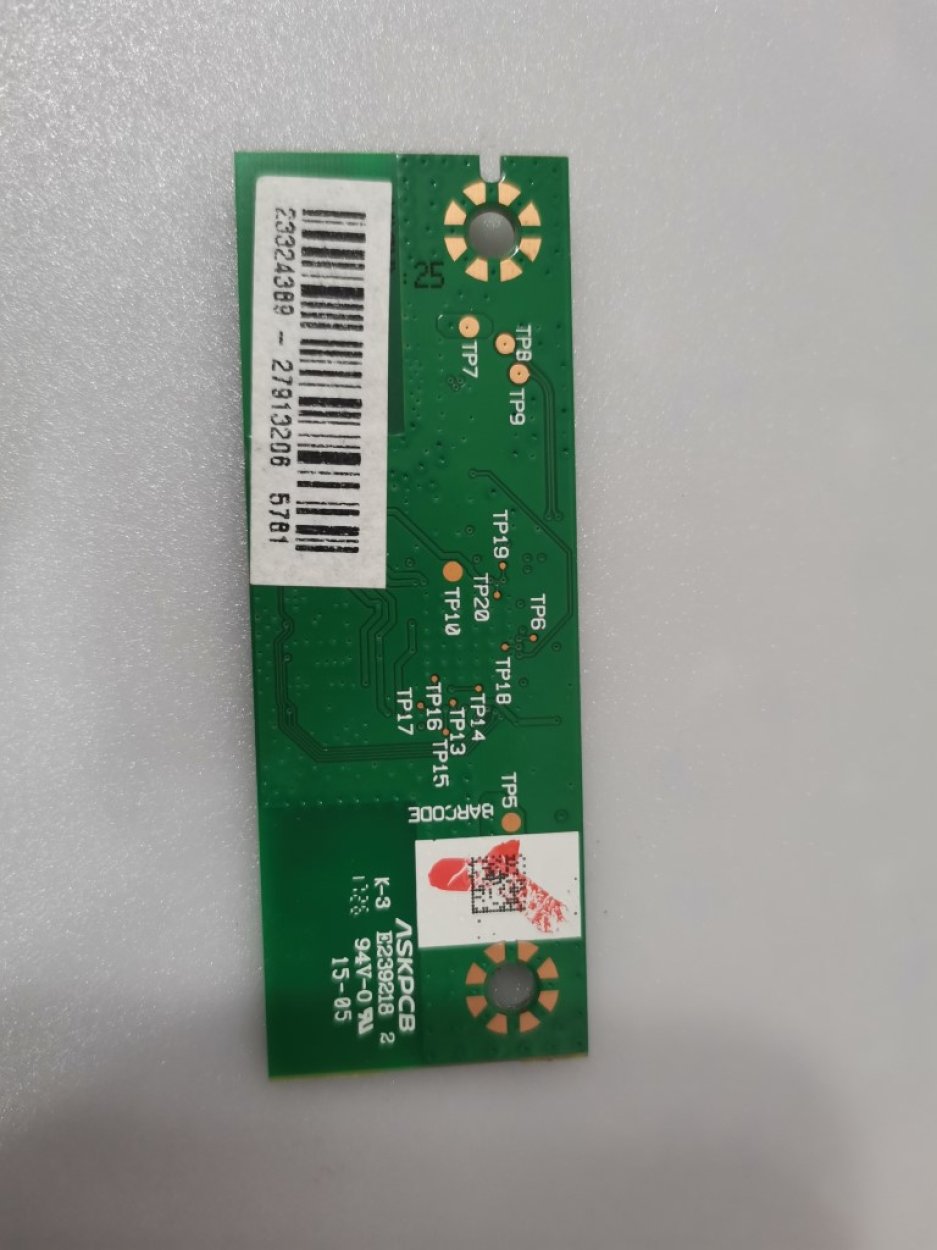 23324389 - 27913206 5781
25
TP7
TP8
TP9
TP19
TP20
TP10
TP6
TP18
TP17
TP16
TP13
TP14
TP15
TP5
BARCODE
K-3
ASKPCB
E239218 2
94V-0
15-05